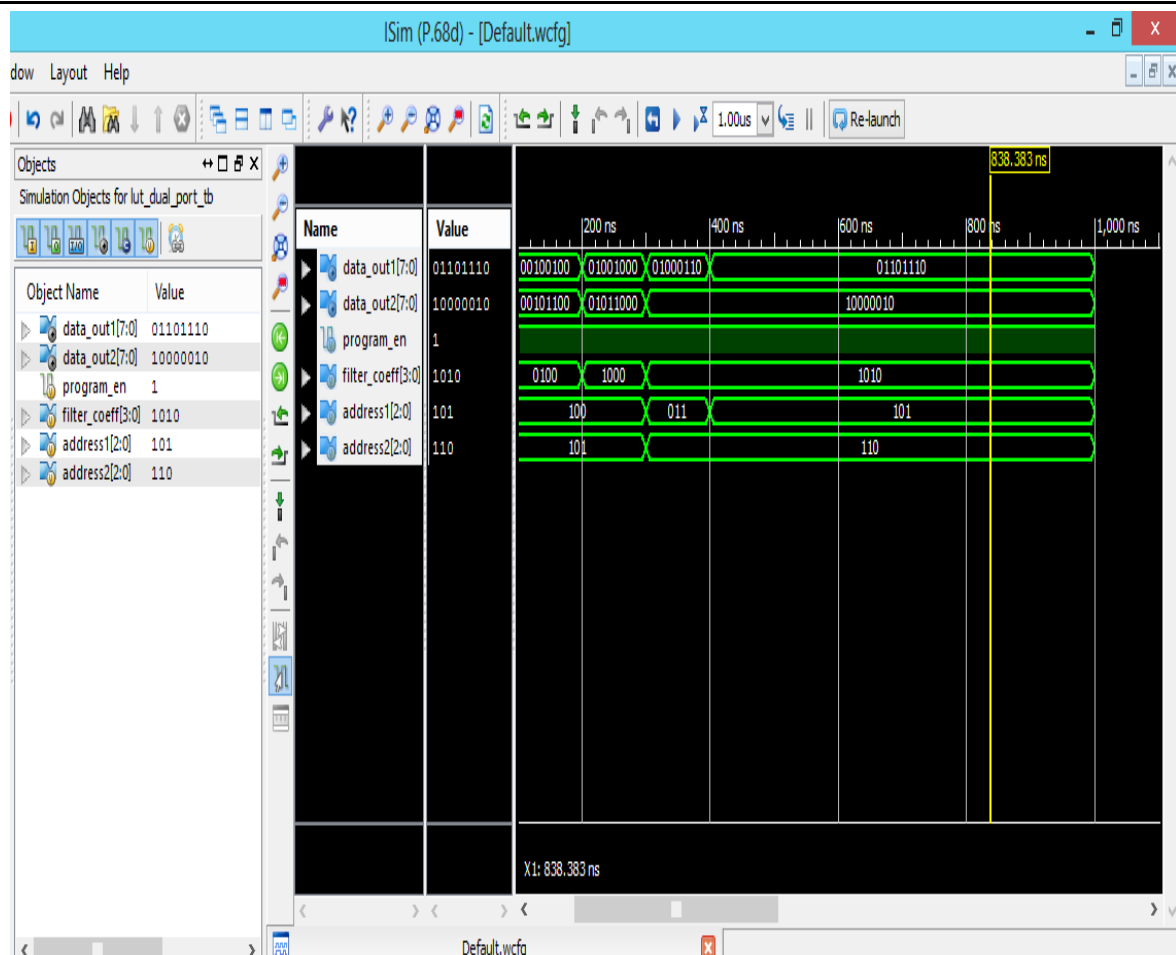 ISim (P.68d) - [Default.wcfg]
dow Layout Help
1.00us Re-launch
Objects
Simulation Objects for lut_dual_port_tb
Object Name Value
data_out1[7:0] 01101110
data_out2[7:0] 10000010
program_en 1
filter_coeff[3:0] 1010
address1[2:0] 101
address2[2:0] 110
838.383 ns
Name Value
200 ns 400 ns 600 ns 800 ns 1,000 ns
data_out1[7:0] 01101110 00100100 01001000 01000110 01101110
data_out2[7:0] 10000010 00101100 01011000 10000010
program_en 1
filter_coeff[3:0] 1010 0100 1000 1010
address1[2:0] 101 100 011 101
address2[2:0] 110 101 110
X1: 838.383 ns
Default.wcfg